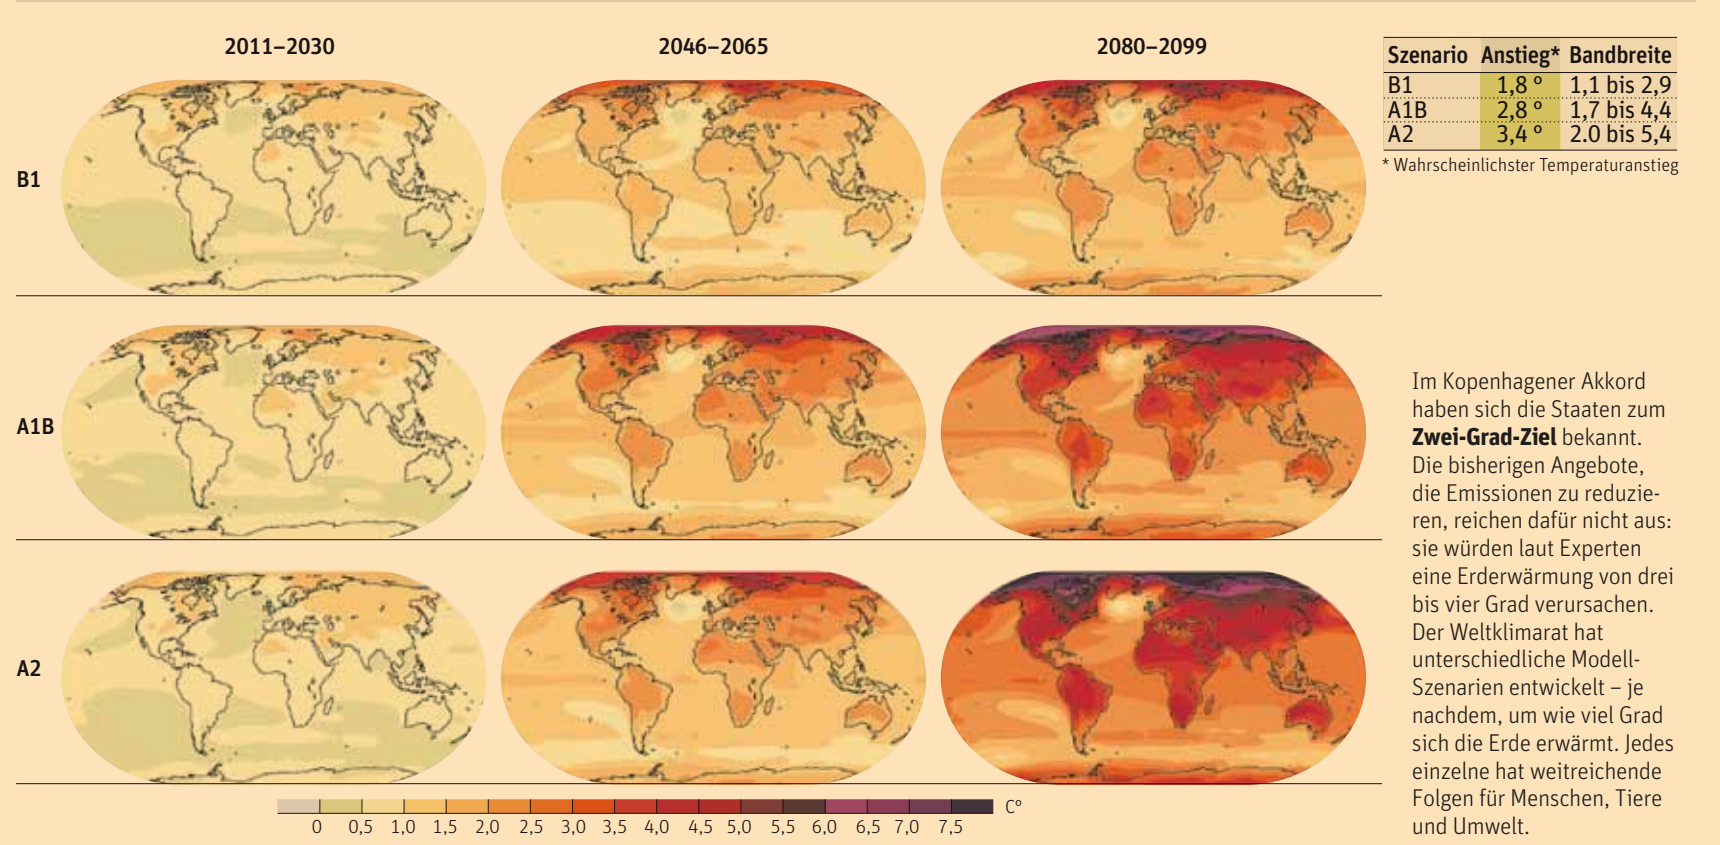 2011–2030 2046–2065 2080–2099
Szenario Anstieg* Bandbreite
B1 1,8 º 1,1 bis 2,9
A1B 2,8 º 1,7 bis 4,4
A2 3,4 º 2.0 bis 5,4
* Wahrscheinlichster Temperaturanstieg
B1
A1B
A2
Im Kopenhagener Akkord
haben sich die Staaten zum
Zwei-Grad-Ziel bekannt.
Die bisherigen Angebote,
die Emissionen zu reduzie-
ren, reichen dafür nicht aus:
sie würden laut Experten
eine Erderwärmung von drei
bis vier Grad verursachen.
Der Weltklimarat hat
unterschiedliche Modell-
Szenarien entwickelt – je
nachdem, um wie viel Grad
sich die Erde erwärmt. Jedes
einzelne hat weitreichende
Folgen für Menschen, Tiere
und Umwelt.
Cº
0 0,5 1,0 1,5 2,0 2,5 3,0 3,5 4,0 4,5 5,0 5,5 6,0 6,5 7,0 7,5